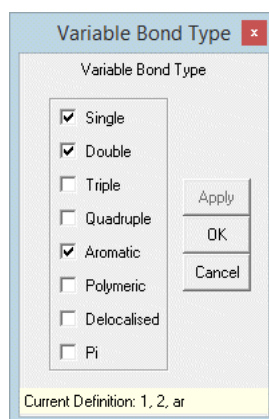 Variable Bond Type x
Variable Bond Type
Single
Double
Triple
Quadruple
Aromatic
Polymeric
Delocalised
Pi
Apply
OK
Cancel
Current Definition: 1, 2, ar